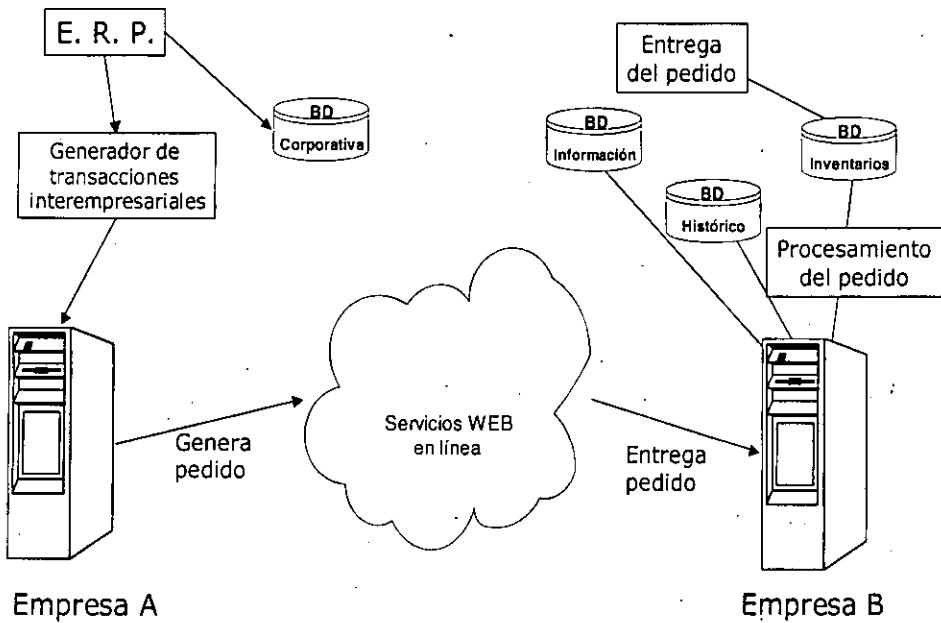 E. R. P.
BD
Corporativa
Generador de
transacciones
interempresariales
Entrega
del pedido
BD
Información
BD
Inventarios
BD
Histórico
Procesamiento
del pedido
Genera
pedido
Servicios WEB
en línea
Entrega
pedido
Empresa A
Empresa B